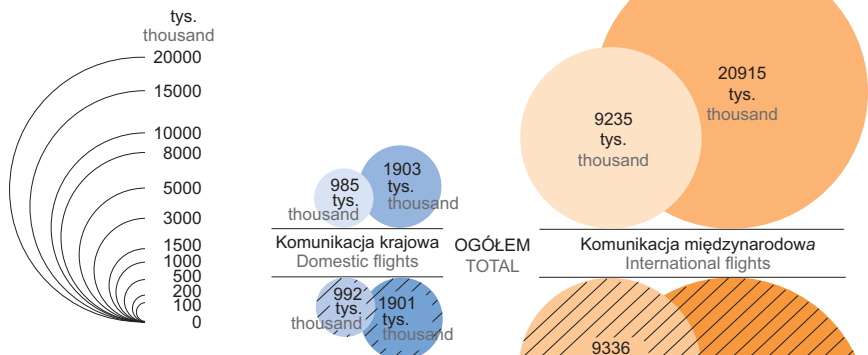 tys.
thousand
20000
15000
10000
8000
5000
3000
1500
1000
500
200
100
0
985
tys.
thousand
1903
tys.
thousand
9235
tys.
thousand
20915
tys.
thousand
Komunikacja krajowa
Domestic flights
OGÓŁEM
TOTAL
Komunikacja międzynarodowa
International flights
992
tys.
thousand
1901
tys.
thousand
9336